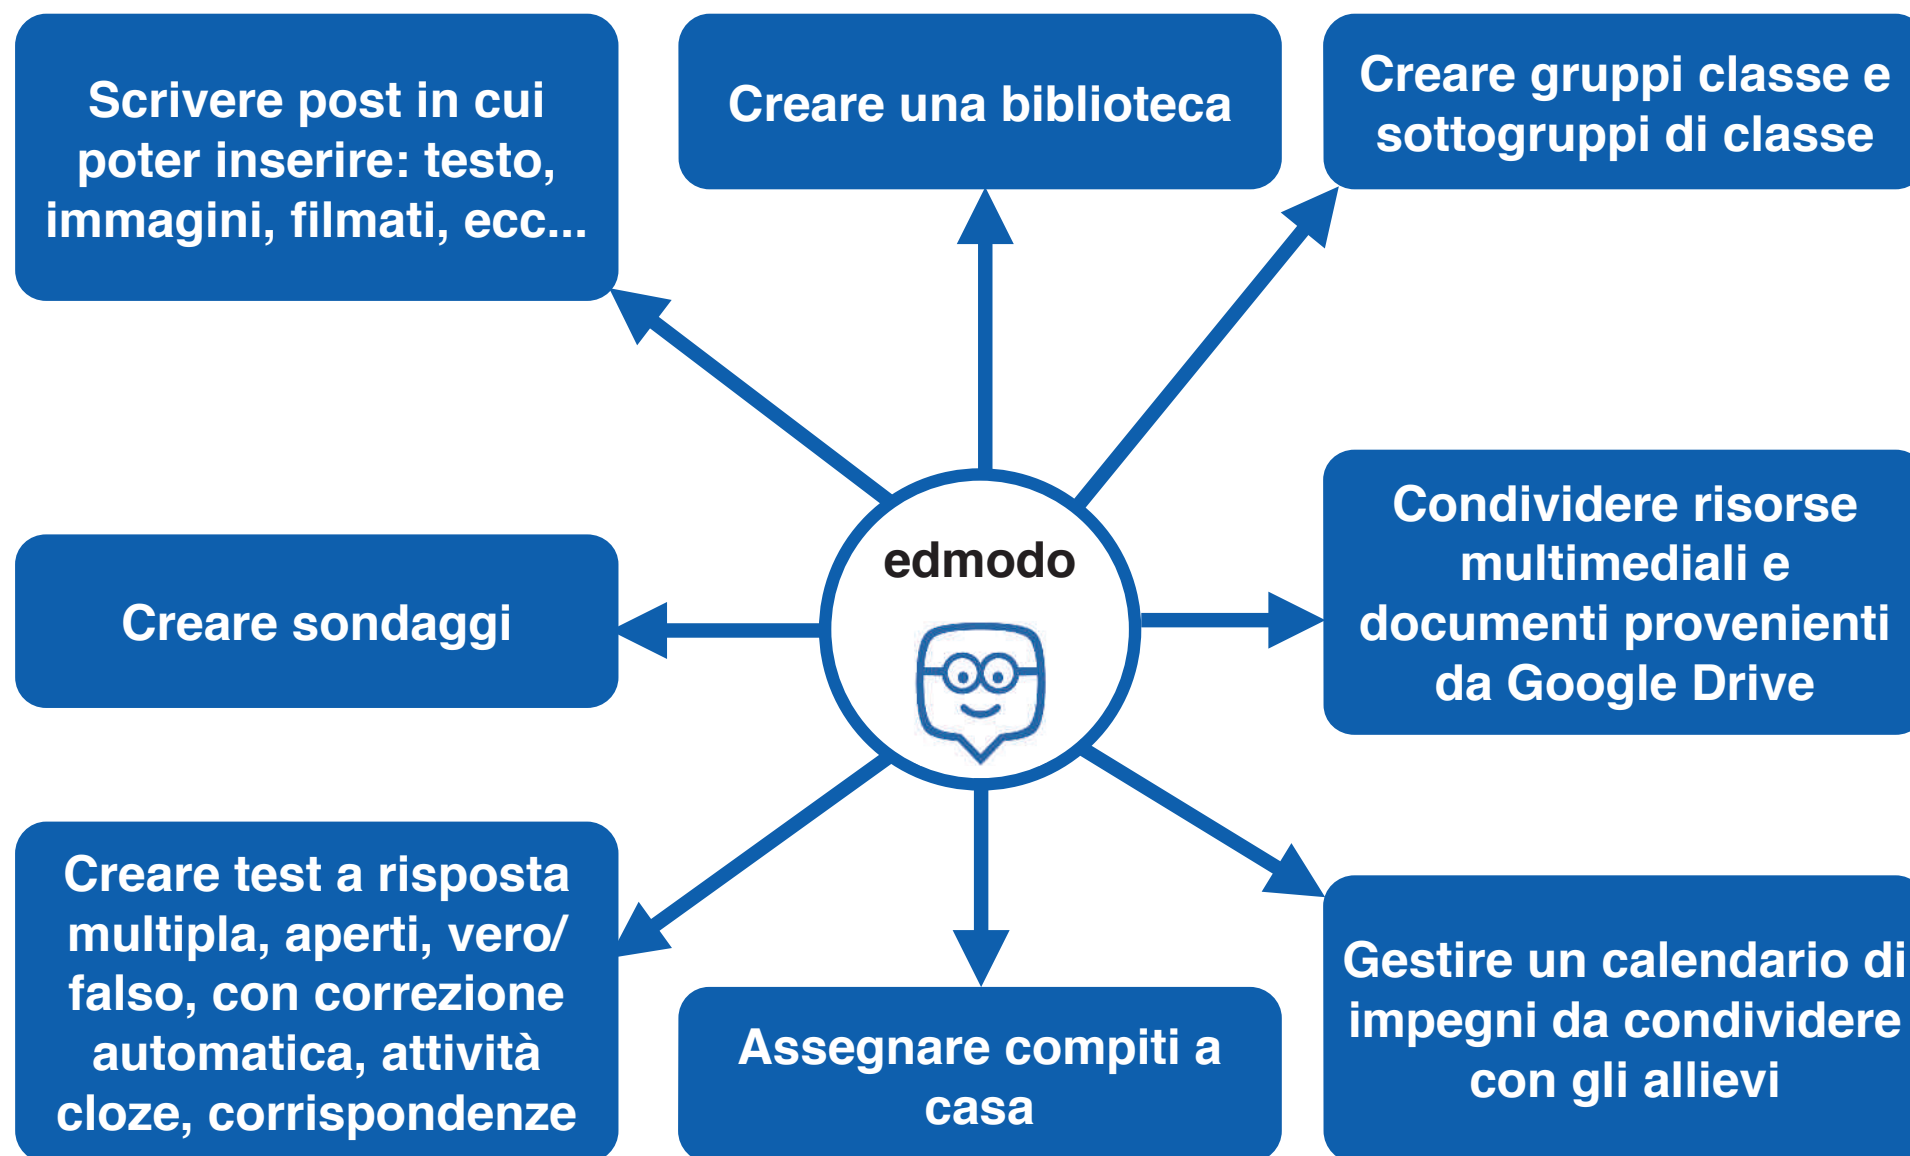 Scrivere post in cui
poter inserire: testo,
immagini, filmati, ecc...
Creare una biblioteca
Creare gruppi classe e
sottogruppi di classe
Creare sondaggi
edmodo
Condividere risorse
multimediali e
documenti provenienti
da Google Drive
Creare test a risposta
multipla, aperti, vero/
falso, con correzione
automatica, attività
cloze, corrispondenze
Assegnare compiti a
casa
Gestire un calendario di
impegni da condividere
con gli allievi